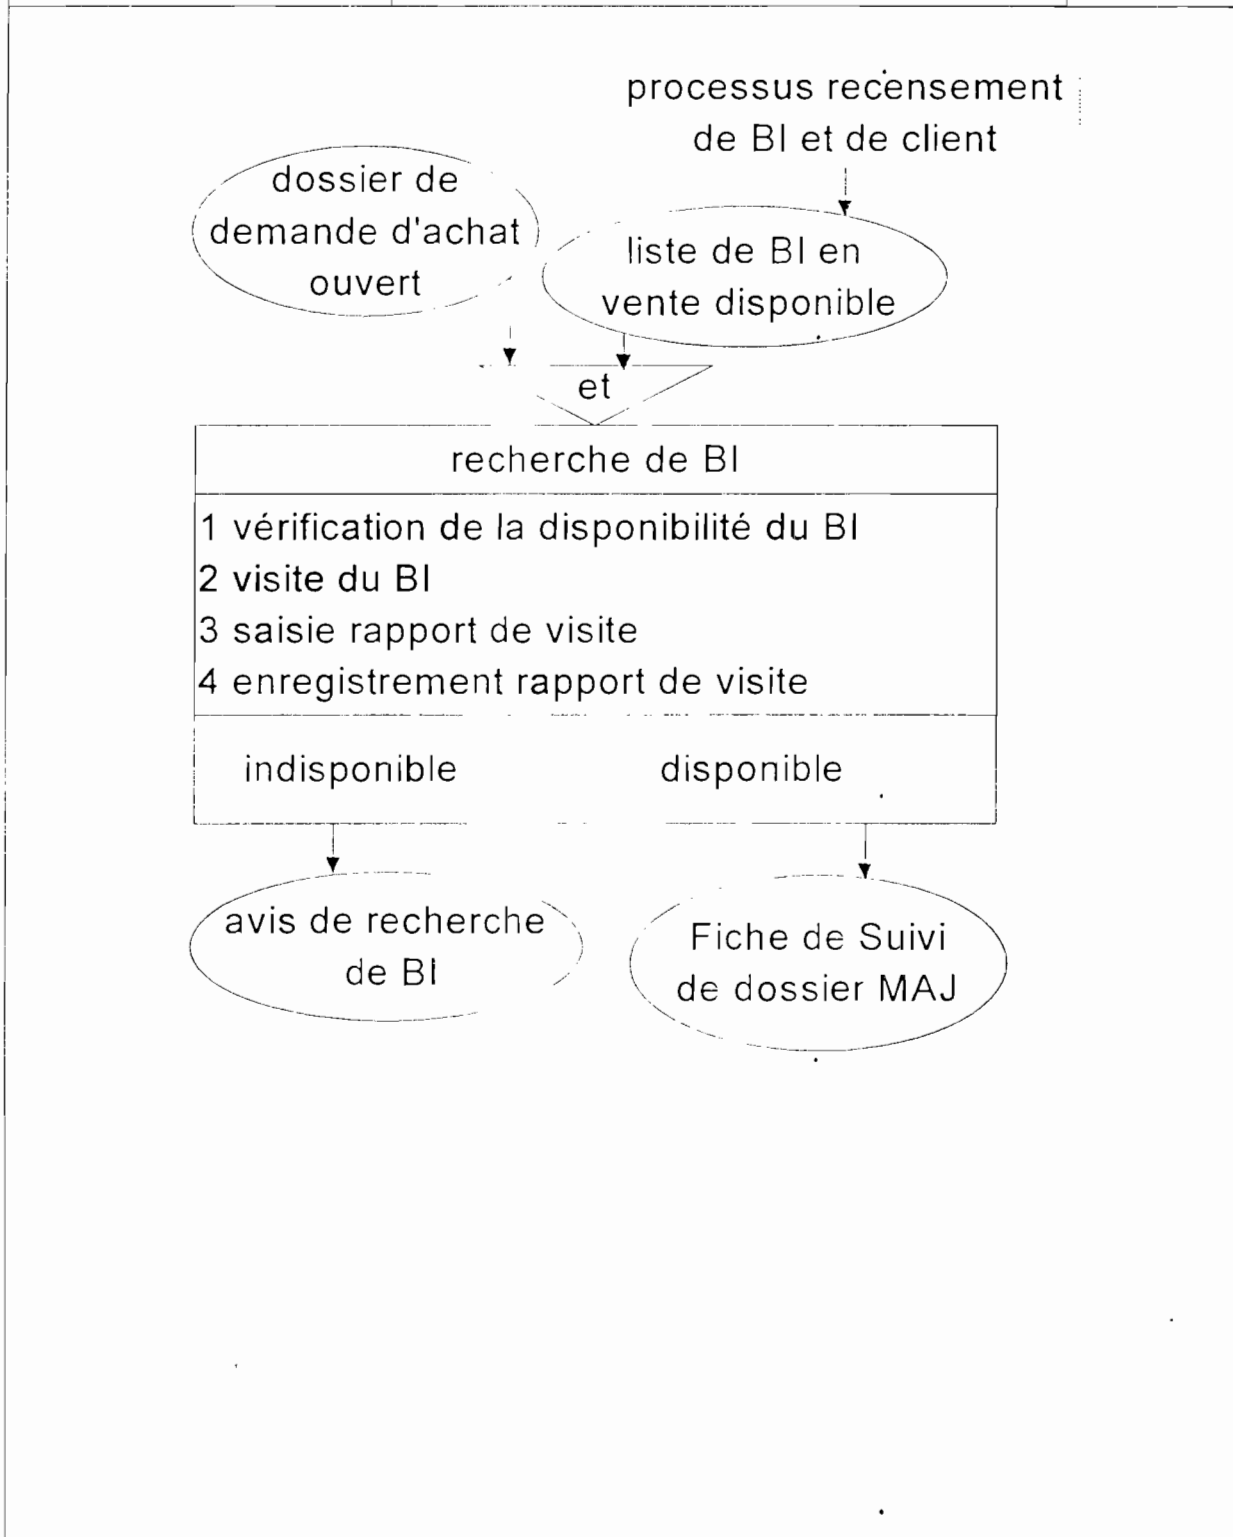 processus recensement
de BI et de client
dossier de
demande d'achat
ouvert
liste de BI en
vente disponible
et
recherche de BI
1 vérification de la disponibilité du BI
2 visite du BI
3 saisie rapport de visite
4 enregistrement rapport de visite
indisponible
disponible
avis de recherche
de BI
Fiche de Suivi
de dossier MAJ